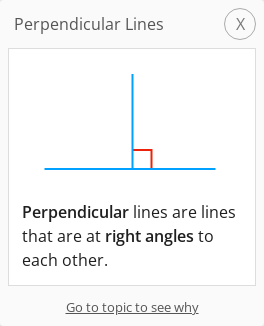 Perpendicular Lines
X
Perpendicular lines are lines
that are at right angles to
each other.
Go to topic to see why